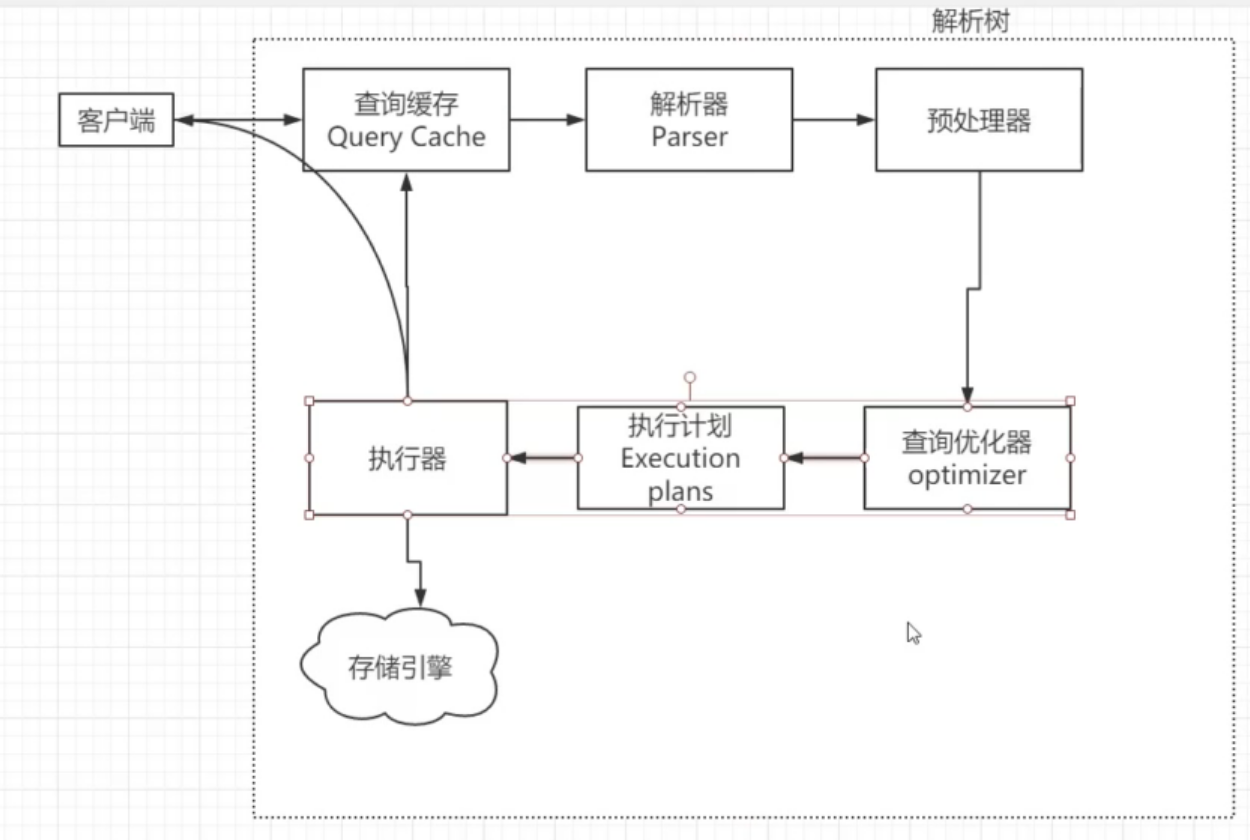 解析树
客户端
查询缓存
Query Cache
解析器
Parser
预处理器
执行器
执行计划
Execution
plans
查询优化器
optimizer
存储引擎